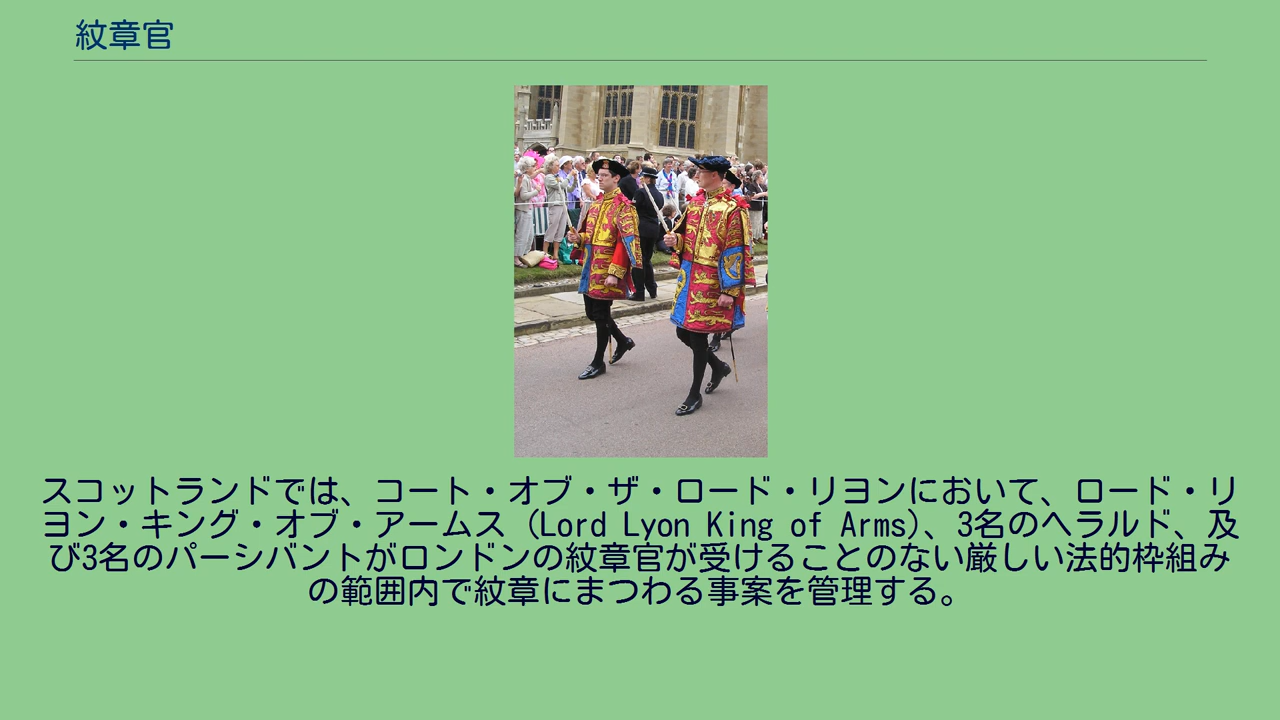 紋章官
スコットランドでは、コート・オブ・ザ・ロード・リヨンにおいて、ロード・リ
ヨン・キング・オブ・アームス (Lord Lyon King of Arms)、3名のヘラルド、及
び3名のパーシバントがロンドンの紋章官が受けることのない厳しい法的枠組み
の範囲内で紋章にまつわる事案を管理する。